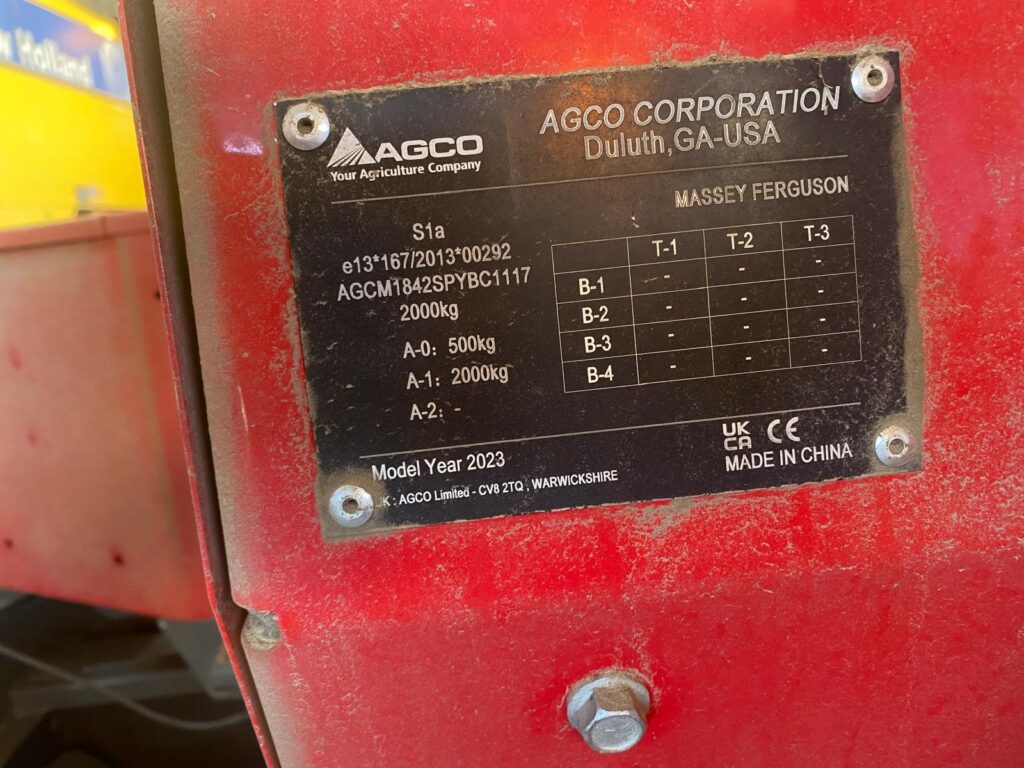 Holland
AGCO
Your Agriculture Company
AGCO CORPORATION
Duluth,GA-USA
MASSEY FERGUSON
S1a
e13*167/2013*00292
AGCM1842SPYBC1117
2000kg
A-0: 500kg
A-1: 2000kg
A-2: -
T-1 T-2 T-3
- - -
B-1 - - -
B-2 - - -
B-3 - - -
B-4
Model Year 2023
UK
CA CE
MADE IN CHINA
: AGCO Limited - CV8 2TQ , WARWICKSHIRE